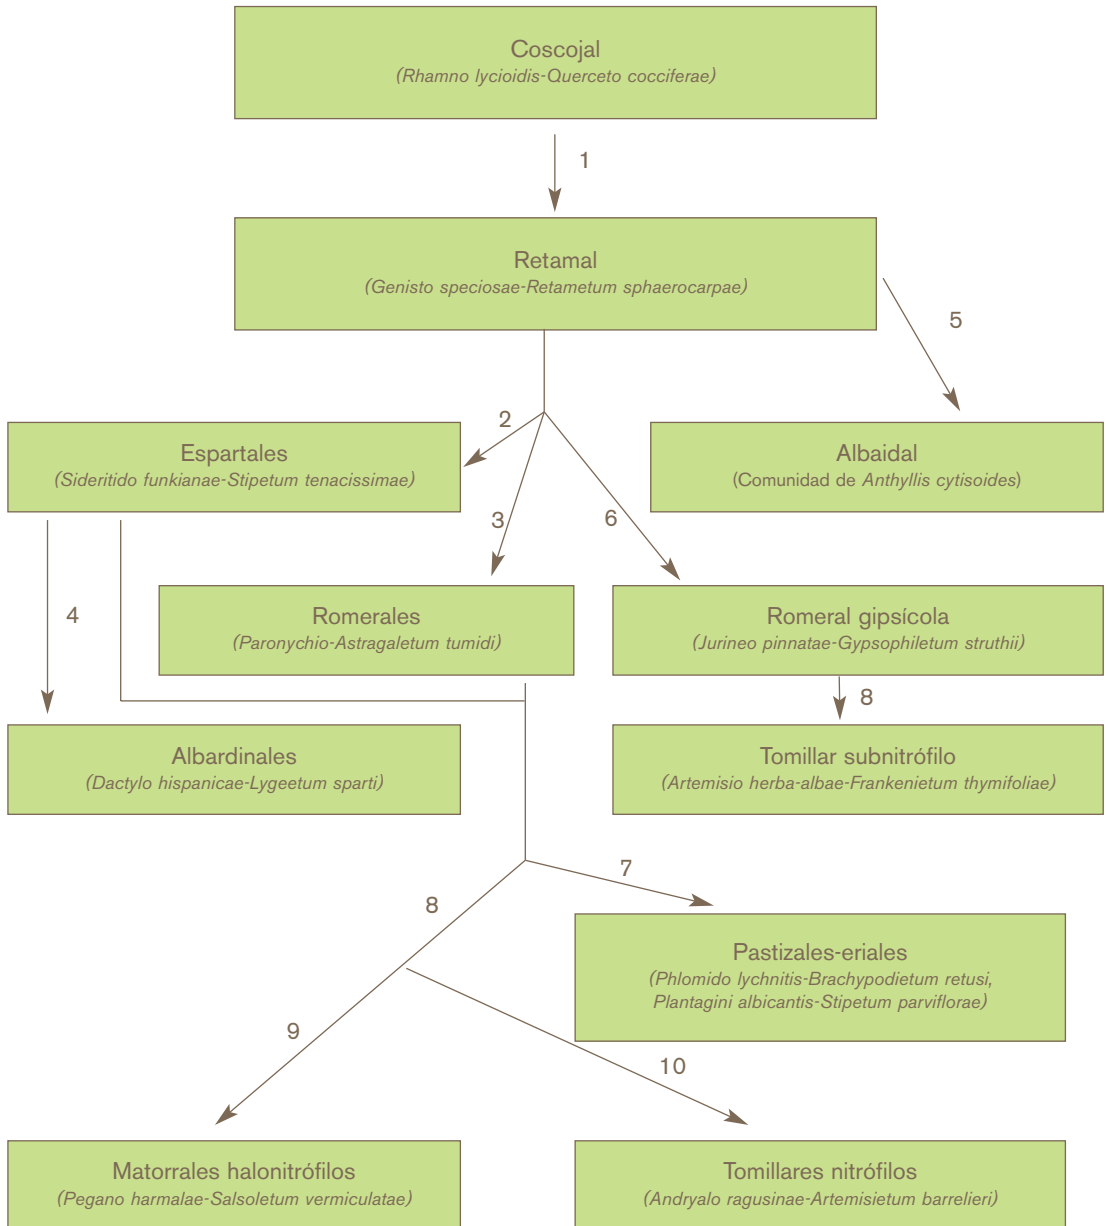 Coscojal
(Rhamno lycioidis-Querceto cocciferae)
1
Retamal
(Genisto speciosae-Retametum sphaerocarpae)
5
2
Espartales
(Sideritido funkianae-Stipetum tenacissimae)
Albaidal
(Comunidad de Anthyllis cytisoides)
3
6
4
Romerales
(Paronychio-Astragaletum tumidi)
Romeral gipsícola
(Jurineo pinnatae-Gypsophiletum struthii)
8
Albardinales
(Dactylo hispanicae-Lygeetum sparti)
Tomillar subnitrófilo
(Artemisio herba-albae-Frankenietum thymifoliae)
7
8
Pastizales-eriales
(Phlomido lychnitis-Brachypodietum retusi,
Plantagini albicantis-Stipetum parviflorae)
9
10
Matorrales halonitrófilos
(Pegano harmalae-Salsoletum vermiculatae)
Tomillares nitrófilos
(Andryalo ragusinae-Artemisietum barrelieri)